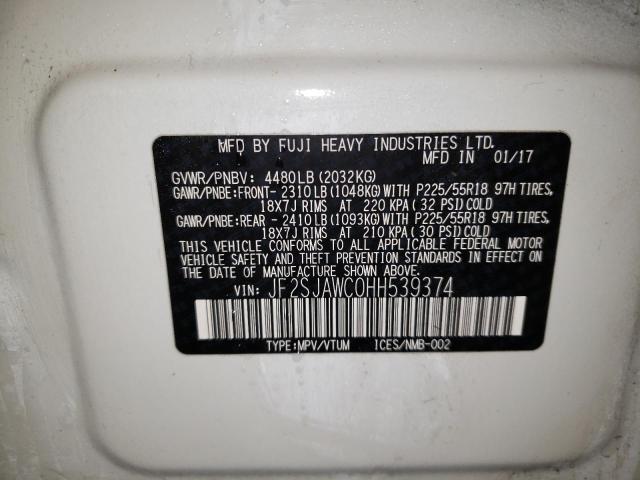 MFD BY FUJI HEAVY INDUSTRIES LTD.
MFD IN 01/17
GVWR/PNBV: 4480LB(2032KG)
GAWR/PNBE:FRONT-2310LB(1048KG)WITH P225/55R18 97H TIRES,
18X7J RIMS AT 220 KPA(32 PSI)COLD
GAWR/PNBE:REAR -2410LB(1093KG)WITH P225/55R18 97H TIRES,
18X7J RIMS AT 210 KPA(30 PSI)COLD
THIS VEHICLE CONFORMS TO ALL APPLICABLE FEDERAL MOTOR
VEHICLE SAFETY AND THEFT PREVENTION STANDARDS IN EFFECT
ON THE DATE OF MANUFACTURE SHOWN ABOVE.
VIN: JF2SJAWC0HH539374
TYPE:MPV/VTUM ICES/NMB-002